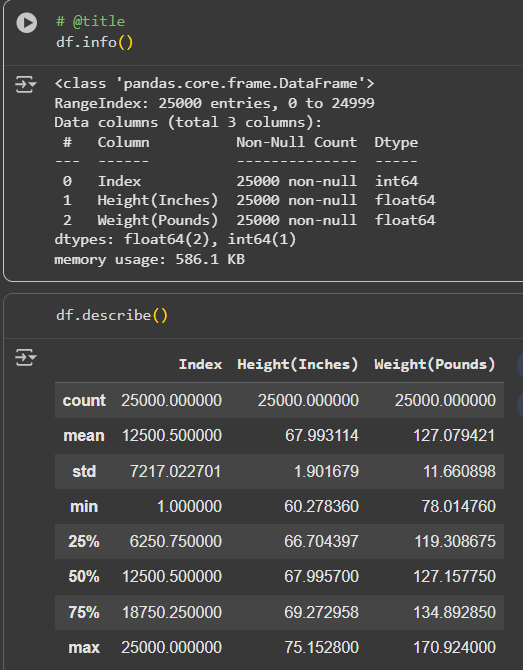 # @title
df.info()
<class 'pandas.core.frame.DataFrame'>
RangeIndex: 25000 entries, 0 to 24999
Data columns (total 3 columns):
 #   Column          Non-Null Count  Dtype
---  ------          --------------  -----
 0   Index           25000 non-null  int64
 1   Height(Inches)  25000 non-null  float64
 2   Weight(Pounds)  25000 non-null  float64
dtypes: float64(2), int64(1)
memory usage: 586.1 KB
df.describe()
Index Height(Inches) Weight(Pounds)
count 25000.000000 25000.000000 25000.000000
mean 12500.500000 67.993114 127.079421
std 7217.022701 1.901679 11.660898
min 1.000000 60.278360 78.014760
25% 6250.750000 66.704397 119.308675
50% 12500.500000 67.995700 127.157750
75% 18750.250000 69.272958 134.892850
max 25000.000000 75.152800 170.924000